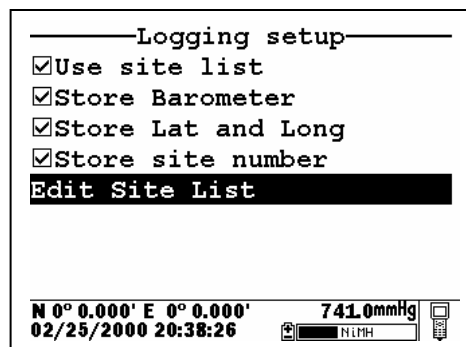 Logging setup
☑Use site list
☑Store Barometer
☑Store Lat and Long
☑Store site number
Edit Site List
N 0° 0.000' E 0° 0.000' 741.0mmHg
02/25/2000 20:38:26 NiMH